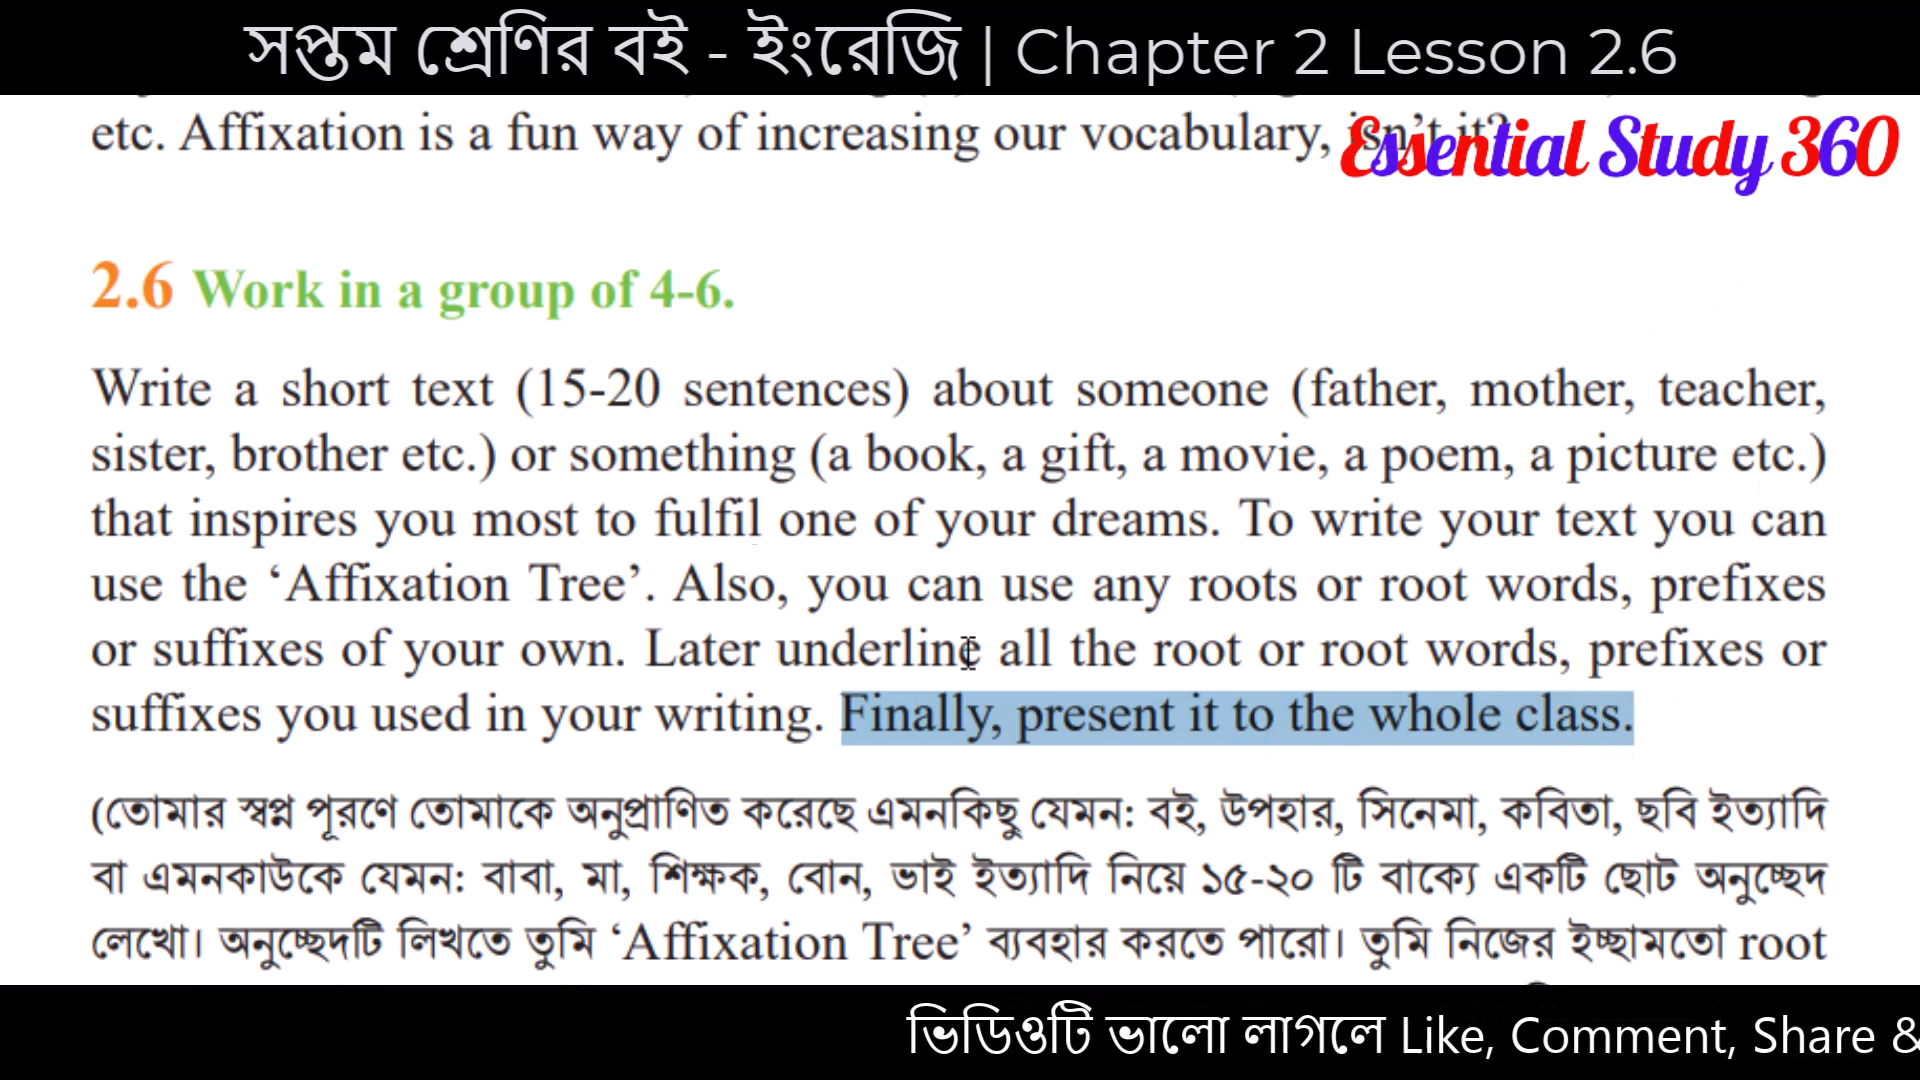 সপ্তম শ্রেণির বই - ইংরেজি | Chapter 2 Lesson 2.6
etc. Affixation is a fun way of increasing our vocabulary, isn't it?
Essential Study 360
2.6 Work in a group of 4-6.
Write a short text (15-20 sentences) about someone (father, mother, teacher,
sister, brother etc.) or something (a book, a gift, a movie, a poem, a picture etc.)
that inspires you most to fulfil one of your dreams. To write your text you can
use the ‘Affixation Tree’. Also, you can use any roots or root words, prefixes
or suffixes of your own. Later underline all the root or root words, prefixes or
suffixes you used in your writing. Finally, present it to the whole class.
(তোমার স্বপ্ন পূরণে তোমাকে অনুপ্রাণিত করেছে এমনকিছু যেমন: বই, উপহার, সিনেমা, কবিতা, ছবি ইত্যাদি
বা এমনকাউকে যেমন: বাবা, মা, শিক্ষক, বোন, ভাই ইত্যাদি নিয়ে ১৫-২০ টি বাক্যে একটি ছোট অনুচ্ছেদ
লেখো। অনুচ্ছেদটি লিখতে তুমি ‘Affixation Tree’ ব্যবহার করতে পারো। তুমি নিজের ইচ্ছামতো root
ভিডিওটি ভালো লাগলে Like, Comment, Share &